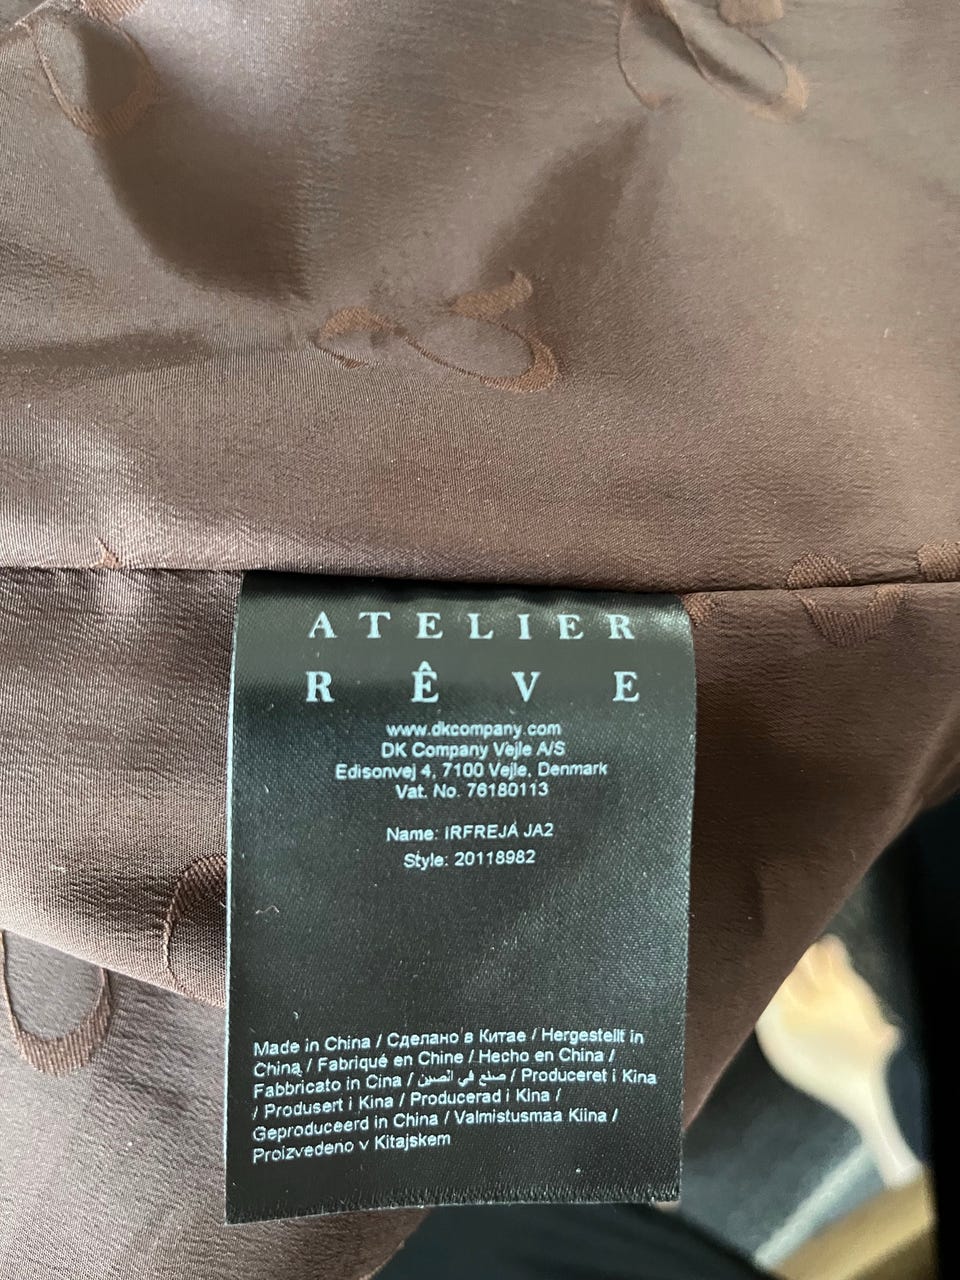 ATELIER
RÊVE
www.dkcompany.com
DK Company Vejle A/S
Edisonvej 4, 7100 Vejle, Denmark
Vat. No. 76180113
Name: IRFREJA JA2
Style: 20118982
Made in China / Сделано в Китае / Hergestellt in
China / Fabriqué en Chine / Hecho en China /
Fabbricato in Cina / صنع في الصين / Produceret i Kina
/ Produsert i Kina / Producerad i Kina /
Geproduceerd in China / Valmistusmaa Kiina /
Proizvedeno v Kitajskem